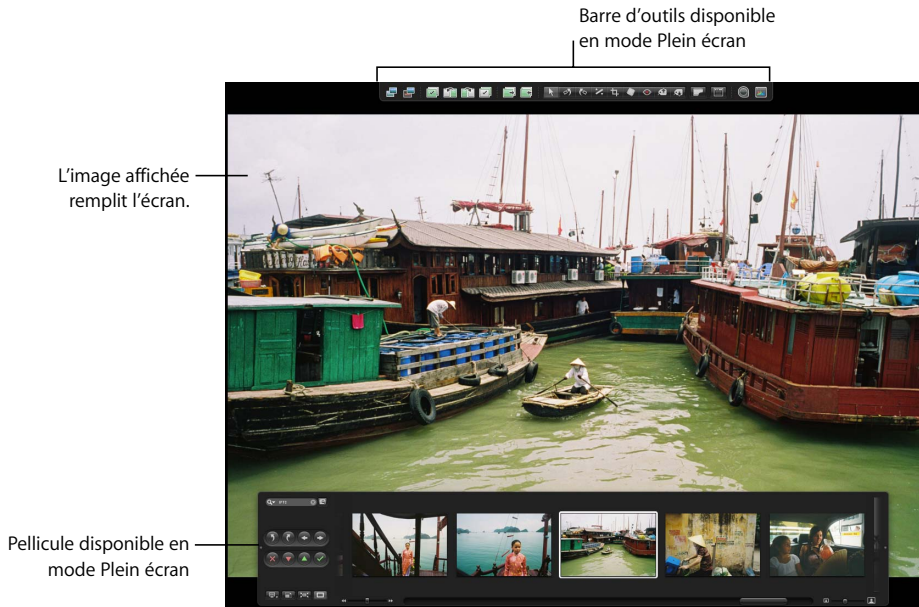 Barre d'outils disponible
en mode Plein écran
L'image affichée
remplit l'écran.
Pellicule disponible en
mode Plein écran